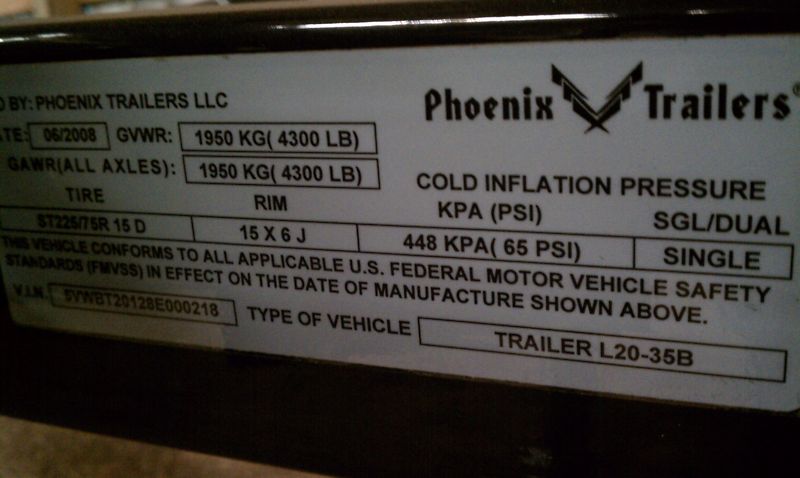 D BY: PHOENIX TRAILERS LLC
Phoenix Trailers®
ATE: 06/2008 GVWR: 1950 KG( 4300 LB)
GAWR(ALL AXLES): 1950 KG( 4300 LB)
COLD INFLATION PRESSURE
TIRE RIM KPA (PSI) SGL/DUAL
ST225/75R 15 D 15 X 6 J 448 KPA( 65 PSI) SINGLE
THIS VEHICLE CONFORMS TO ALL APPLICABLE U.S. FEDERAL MOTOR VEHICLE SAFETY
STANDARDS (FMVSS) IN EFFECT ON THE DATE OF MANUFACTURE SHOWN ABOVE.
V.I.N. 5VWBT20128E000218 TYPE OF VEHICLE TRAILER L20-35B